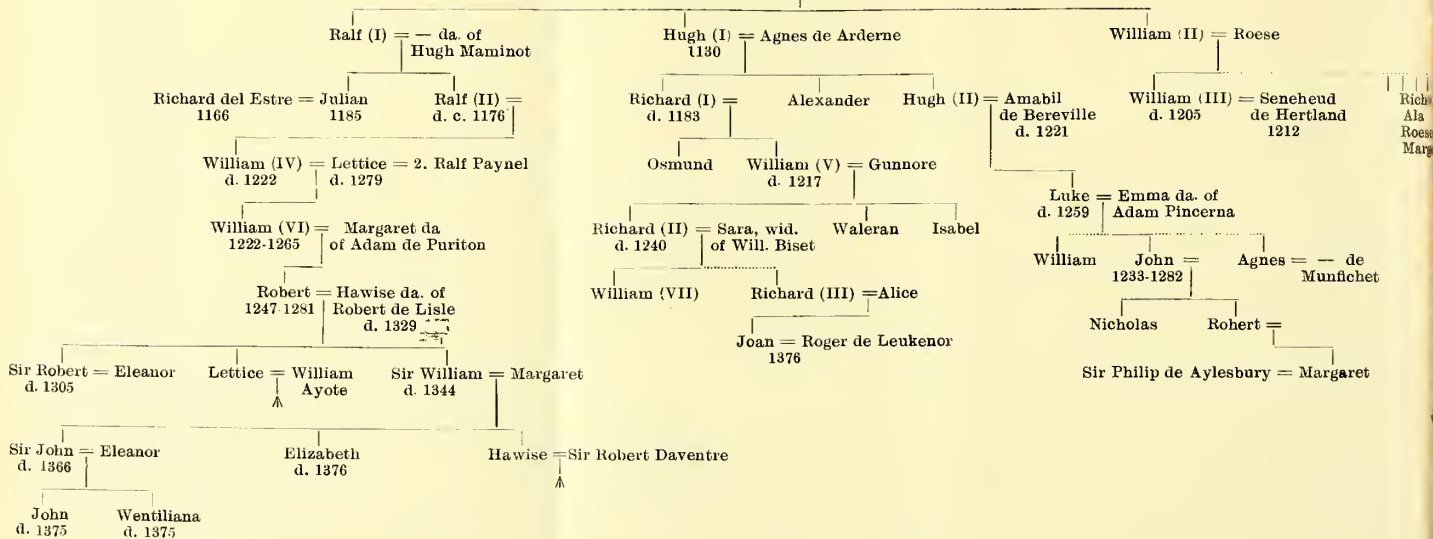 Ralf (I) = — da. of
Hugh Maminot
Hugh (I) = Agnes de Arderne
1130
William (II) = Roese
Richard del Estre = Julian
1166 1185
Ralf (II) =
d. c. 1176
Richard (I) =
d. 1183
Alexander
Hugh (II) = Amabil
de Bereville
d. 1221
William (III) = Seneheud
d. 1205 de Hertland
1212
Ala
William (IV) = Lettice = 2. Ralf Paynel
d. 1222 d. 1279
Osmund
William (V) = Gunnore
d. 1217
Luke = Emma da. of
d. 1259 Adam Pincerna
William (VI) = Margaret da
1222-1265 of Adam de Puriton
Richard (II) = Sara, wid.
d. 1240 of Will. Biset
Waleran
Isabel
William
John =
1233-1282
Agnes = — de
Munfichet
Robert = Hawise da. of
1247 1281 Robert de Lisle
d. 1329
William (VII)
Richard (III) =Alice
Nicholas
Rohert =
Joan = Roger de Leukenor
1376
Sir Philip de Aylesbury = Margaret
Sir Robert = Eleanor
d. 1305
Lettice = William
Ayote
Sir William = Margaret
d. 1344
Sir John = Eleanor
d. 1366
Elizabeth
d. 1376
Hawise =Sir Robert Daventre
John
d. 1375
Wentiliana
d. 1375